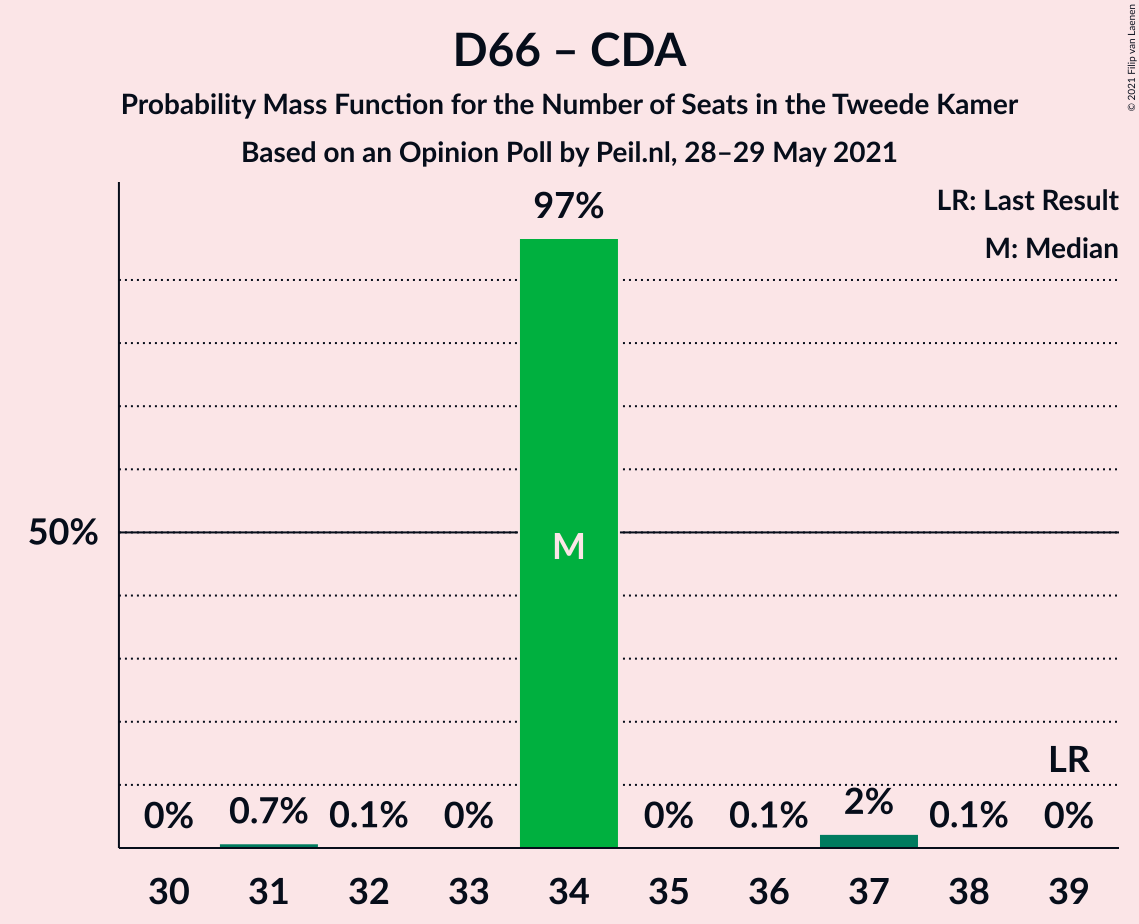 D66 – CDA
Probability Mass Function for the Number of Seats in the Tweede Kamer
Based on an Opinion Poll by Peil.nl, 28–29 May 2021
© 2021 Filip van Laenen
LR: Last Result
M: Median
97%
50%
M
LR
0% 0.7% 0.1% 0% 0% 0.1% 2% 0.1% 0%
30 31 32 33 34 35 36 37 38 39